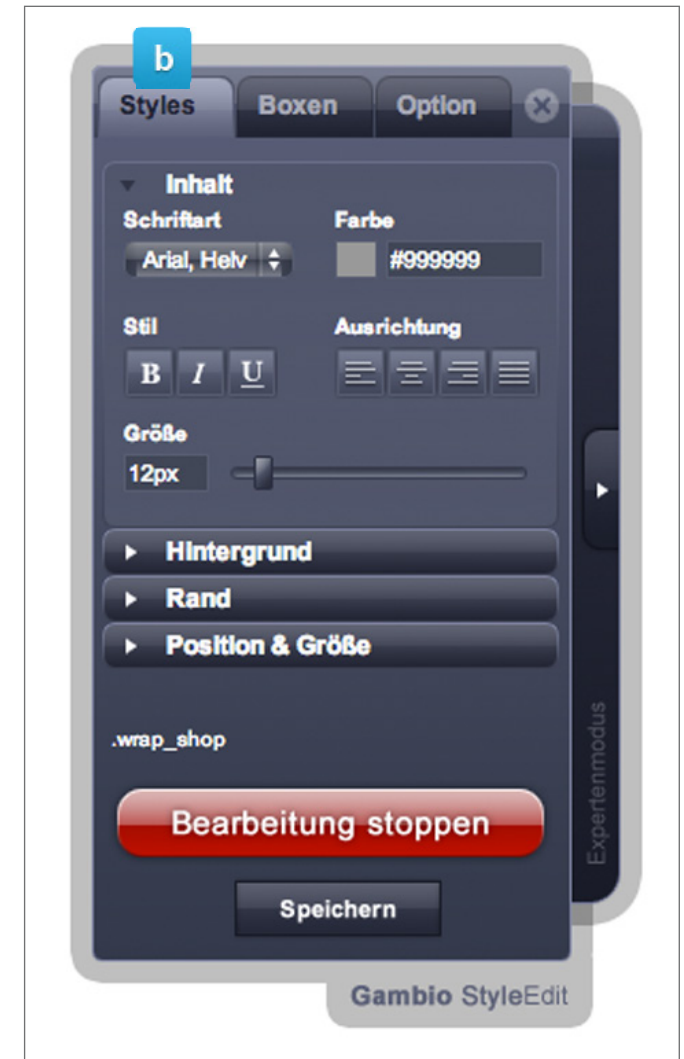 b
Styles Boxen Option
Inhalt
Schriftart Farbe
Arial, Helv #999999
Stil Ausrichtung
B I U
Größe
12px
Hintergrund
Rand
Position & Größe
.wrap_shop
Bearbeitung stoppen
Speichern
Expertenmodus
Gambio StyleEdit